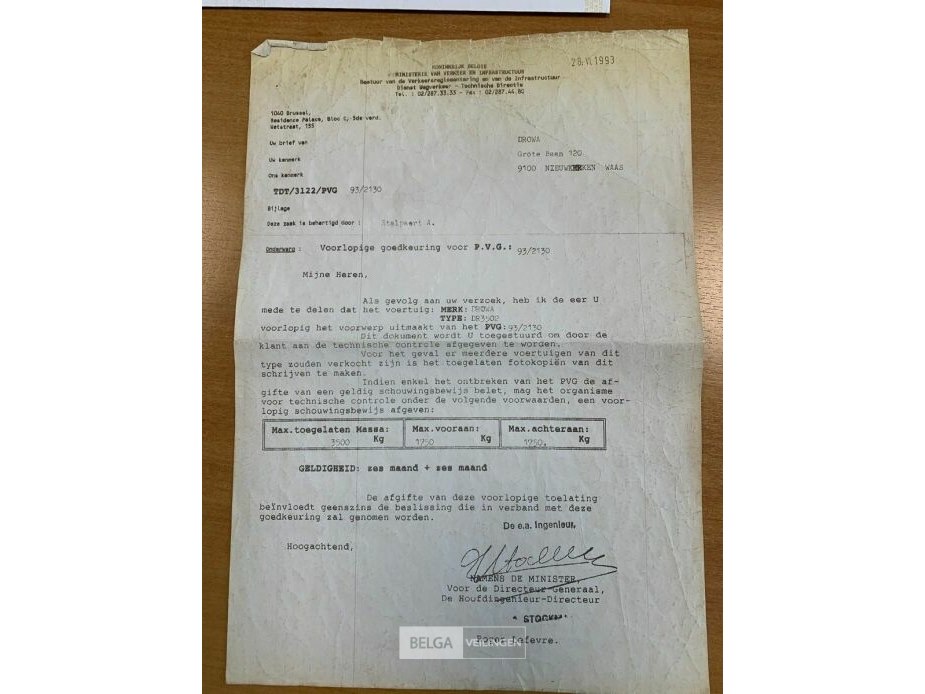 KONINKRIJK BELGIE
28. VI. 1993
MINISTERIE VAN VERKEER EN INFRASTRUCTUUR
Bestuur van de Verkeersreglementering en van de Infrastructuur
Dienst Wegverkeer - Technische Directie
Tel. : 02/287.33.33 - Fax : 02/287.44.80
1040 Brussel,
Residence Palace, Bloc C, 5de verd.
Wetstraat, 155
DROWA
Grote Baan 120
9100 NIEUWKERKEN WAAS
Uw brief van
Uw kenmerk
Ons kenmerk
TDT/3122/PVG 93/2130
Bijlage
Deze zaak is behartigd door : Stelpaert A.
Onderwerp : Voorlopige goedkeuring voor P.V.G.: 93/2130
Mijne Heren,
Als gevolg aan uw verzoek, heb ik de eer U
mede te delen dat het voertuig: MERK: DROWA
TYPE: DR3502
voorlopig het voorwerp uitmaakt van het PVG: 93/2130
Dit dokument wordt U toegestuurd om door de
klant aan de technische controle afgegeven te worden.
Voor het geval er meerdere voertuigen van dit
type zouden verkocht zijn is het toegelaten fotokopiën van dit
schrijven te maken.
Indien enkel het ontbreken van het PVG de af-
gifte van een geldig schouwingsbewijs belet, mag het organisme
voor technische controle onder de volgende voorwaarden, een voor-
lopig schouwingsbewijs afgeven:
Max.toegelaten Massa: Max.vooraan: Max.achteraan:
3500 Kg 1750 Kg 1750. Kg
GELDIGHEID: zes maand + zes maand
De afgifte van deze voorlopige toelating
beïnvloedt geenszins de beslissing die in verband met deze
goedkeuring zal genomen worden.
De e.a. Ingenieur,
Hoogachtend,
NAMENS DE MINISTER,
Voor de Directeur-Generaal,
De Hoofdingenieur-Directeur
Roger Lefevre.
BELGA VEILINGEN